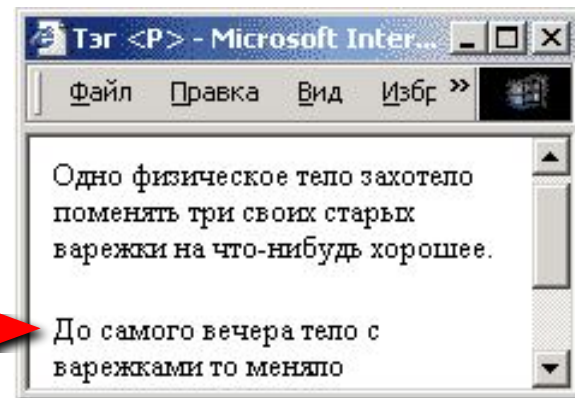 Тэг <P> - Microsoft Inter...
Файл Правка Вид Избр »
Одно физическое тело захотело
поменять три своих старых
варежки на что-нибудь хорошее.
До самого вечера тело с
варежками то меняло